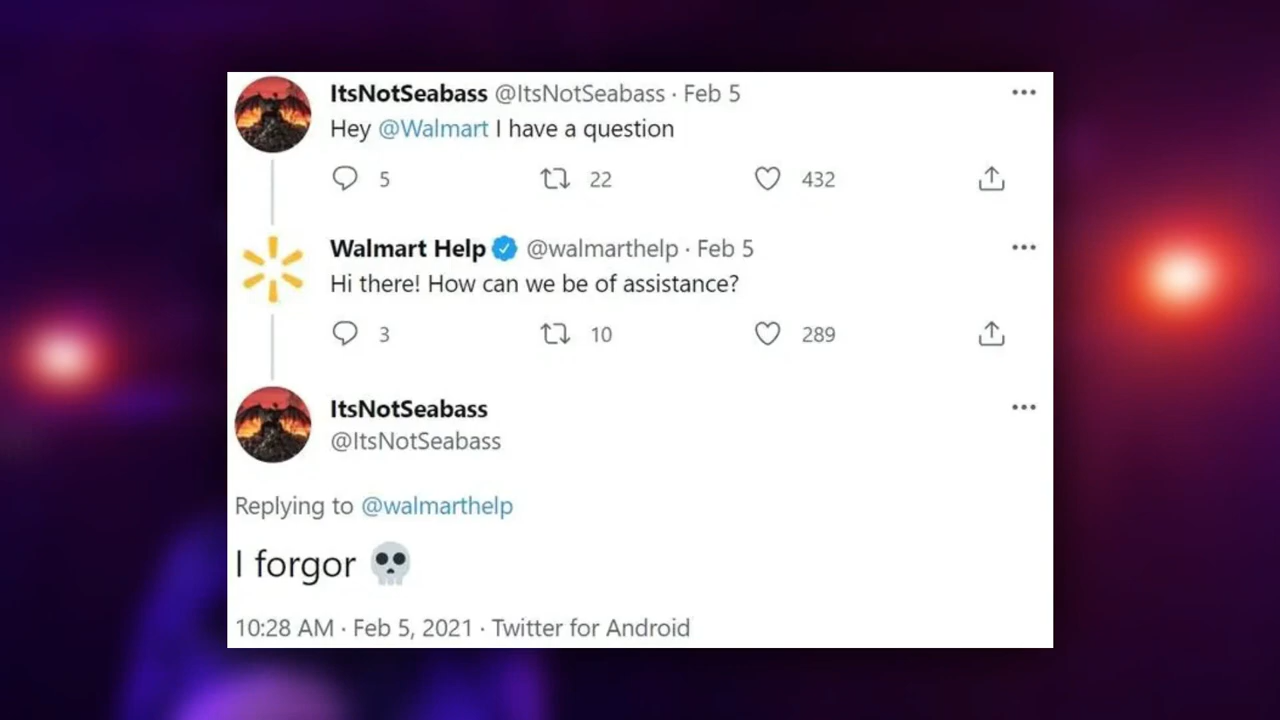 ItsNotSeabass @ItsNotSeabass · Feb 5
Hey @Walmart I have a question
5 22 432
Walmart Help @walmarthelp · Feb 5
Hi there! How can we be of assistance?
3 10 289
ItsNotSeabass
@ItsNotSeabass
Replying to @walmarthelp
I forgor 💀
10:28 AM · Feb 5, 2021 · Twitter for Android